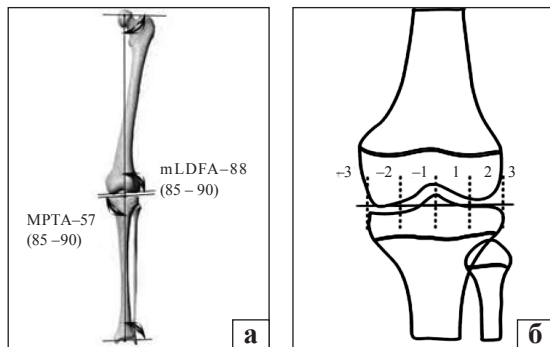 mLDFA–88
(85 – 90)
MPTA–57
(85 –90)
а
–3 –2 –1 1 2 3
б